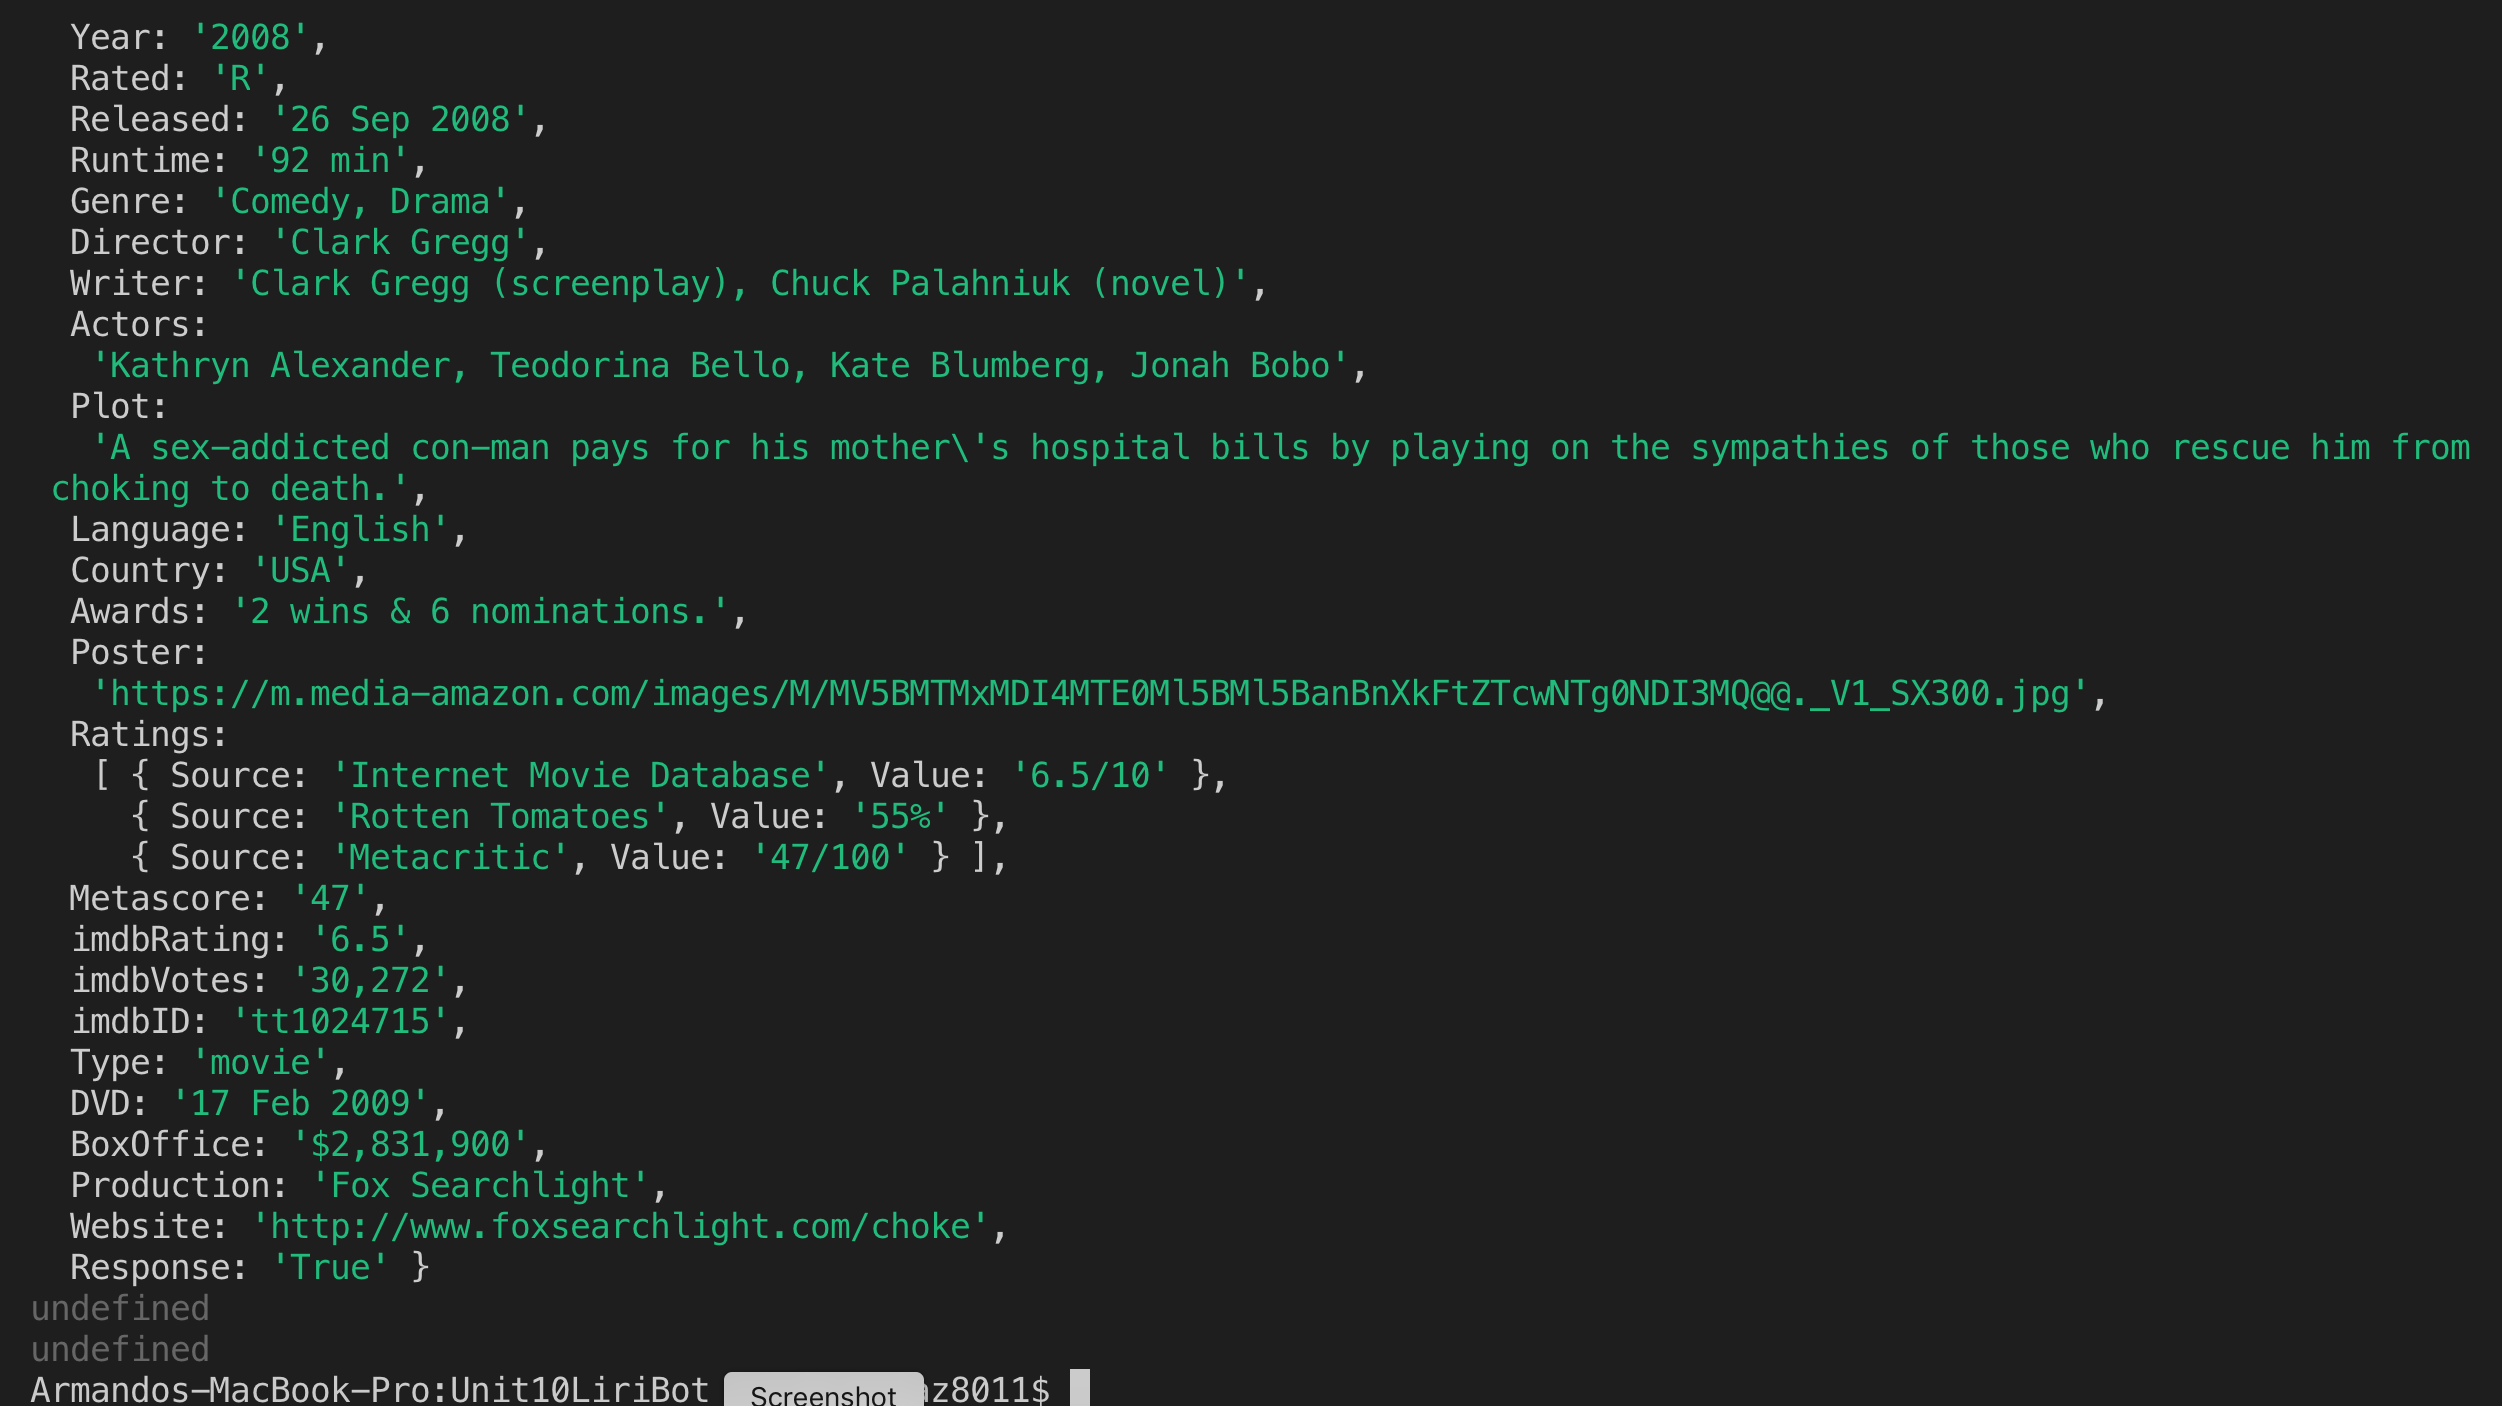 Year: '2008',
Rated: 'R',
Released: '26 Sep 2008',
Runtime: '92 min',
Genre: 'Comedy, Drama',
Director: 'Clark Gregg',
Writer: 'Clark Gregg (screenplay), Chuck Palahniuk (novel)',
Actors:
'Kathryn Alexander, Teodorina Bello, Kate Blumberg, Jonah Bobo',
Plot:
'A sex-addicted con-man pays for his mother\'s hospital bills by playing on the sympathies of those who rescue him from
choking to death.',
Language: 'English',
Country: 'USA',
Awards: '2 wins & 6 nominations.',
Poster:
'https://m.media-amazon.com/images/M/MV5BMTMxMDI4MTE0Ml5BMl5BanBnXkFtZTcwNTg0NDI3MQ@@._V1_SX300.jpg',
Ratings:
[ { Source: 'Internet Movie Database', Value: '6.5/10' },
{ Source: 'Rotten Tomatoes', Value: '55%' },
{ Source: 'Metacritic', Value: '47/100' } ],
Metascore: '47',
imdbRating: '6.5',
imdbVotes: '30,272',
imdbID: 'tt1024715',
Type: 'movie',
DVD: '17 Feb 2009',
BoxOffice: '$2,831,900',
Production: 'Fox Searchlight',
Website: 'http://www.foxsearchlight.com/choke',
Response: 'True' }
undefined
undefined
Armandos-MacBook-Pro:Unit10LiriBot Screenshot z8011$